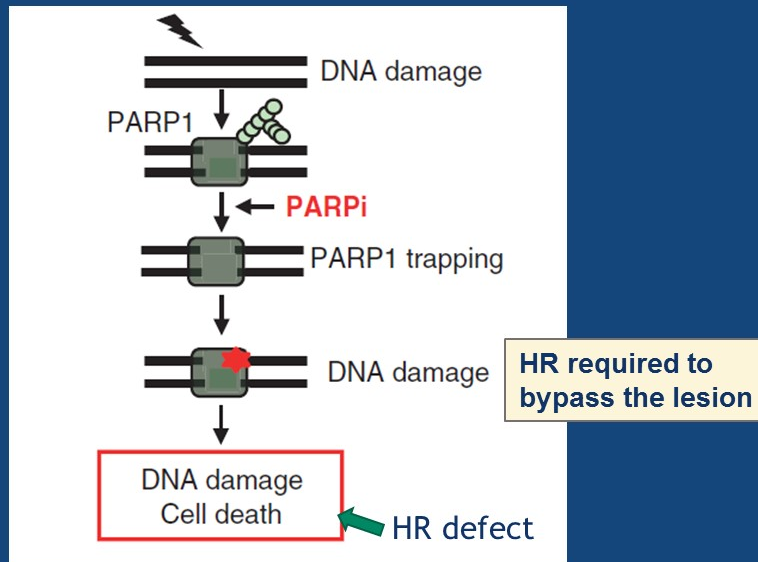 DNA damage
PARP1
PARPi
PARP1 trapping
DNA damage
HR required to
bypass the lesion
DNA damage
Cell death
HR defect